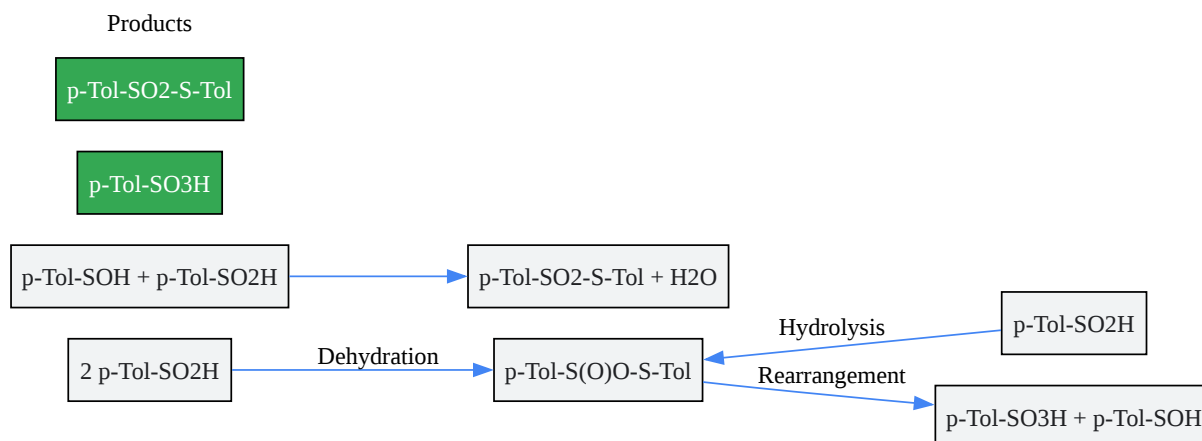 Products
p-Tol-SO2-S-Tol
p-Tol-SO3H
p-Tol-SOH + p-Tol-SO2H
p-Tol-SO2-S-Tol + H2O
p-Tol-SO2H
Hydrolysis
2 p-Tol-SO2H
Dehydration
p-Tol-S(O)O-S-Tol
Rearrangement
p-Tol-SO3H + p-Tol-SOH